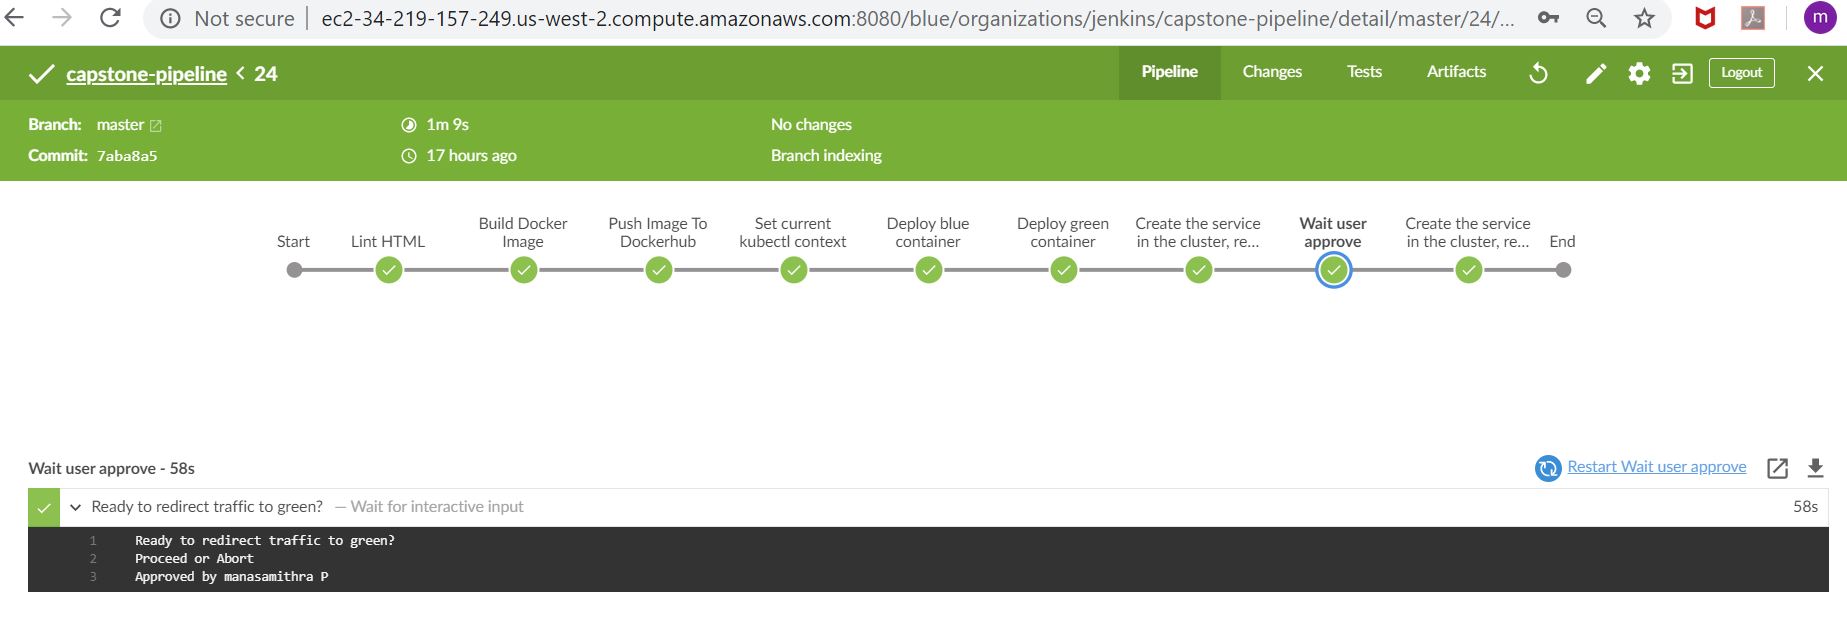 Not secure | ec2-34-219-157-249.us-west-2.compute.amazonaws.com:8080/blue/organizations/jenkins/capstone-pipeline/detail/master/24/...
m
capstone-pipeline < 24
Pipeline
Changes
Tests
Artifacts
Logout
Branch: master
1m 9s
No changes
Commit: 7aba8a5
17 hours ago
Branch indexing
Start
Lint HTML
Build Docker
Image
Push Image To
Dockerhub
Set current
kubectl context
Deploy blue
container
Deploy green
container
Create the service
in the cluster, re...
Wait user
approve
Create the service
in the cluster, re...
End
Wait user approve - 58s
Restart Wait user approve
Ready to redirect traffic to green? — Wait for interactive input
58s
1 Ready to redirect traffic to green?
2 Proceed or Abort
3 Approved by manasamithra P